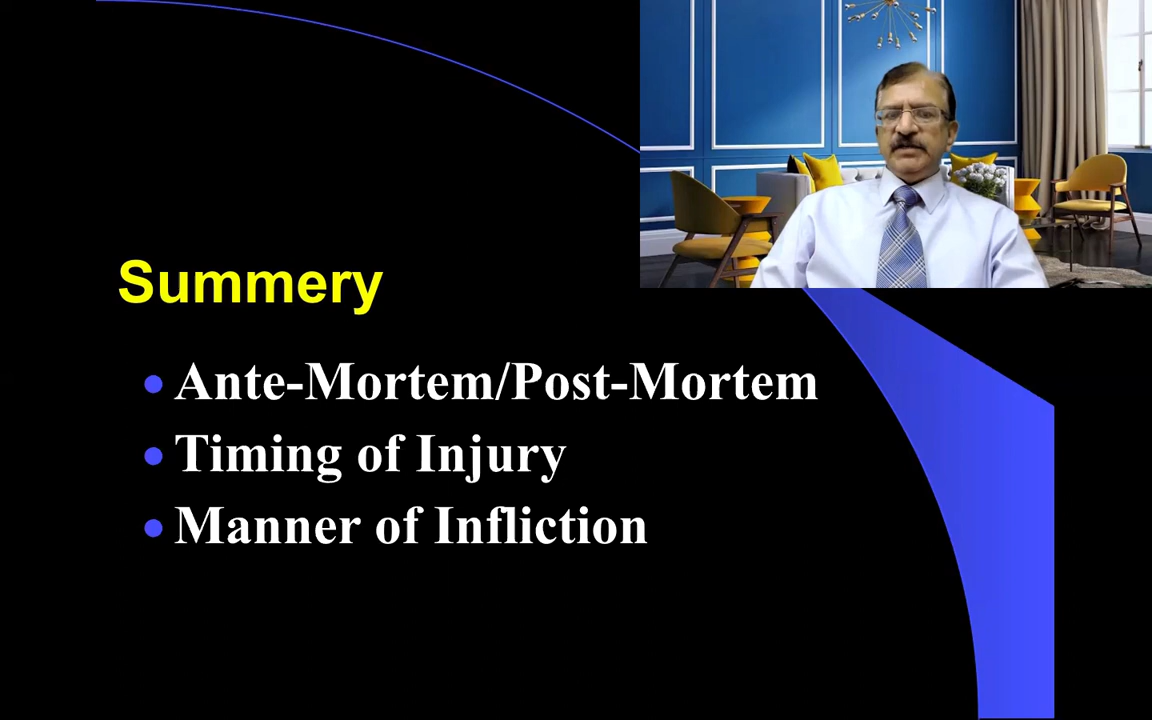 Summery
Ante-Mortem/Post-Mortem
Timing of Injury
Manner of Infliction